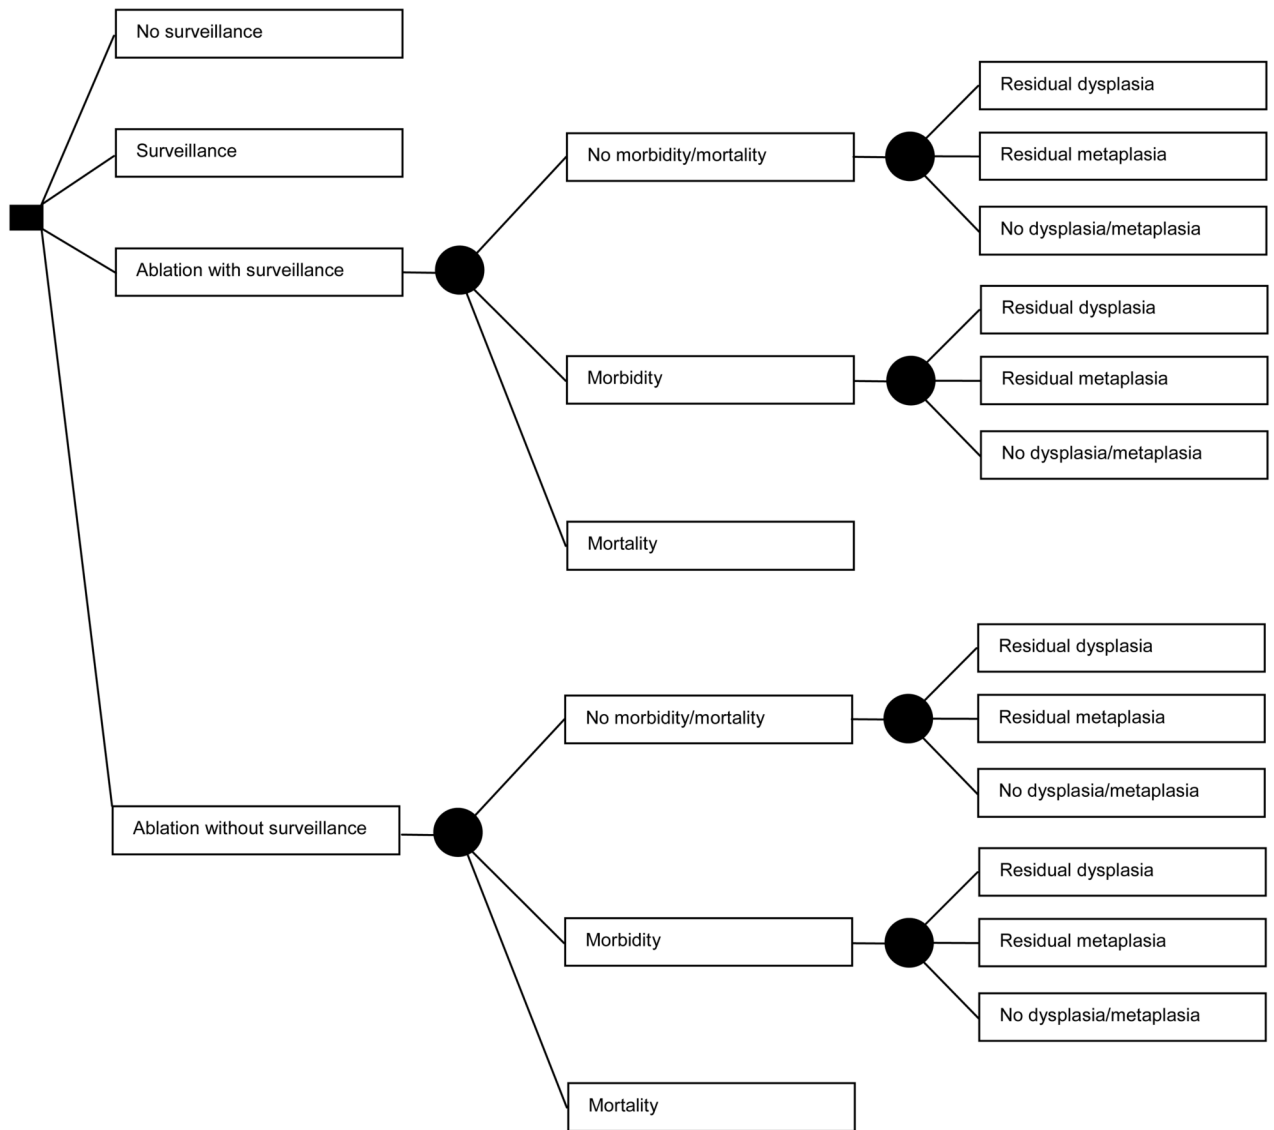 No surveillance
Surveillance
Ablation with surveillance
No morbidity/mortality
Residual dysplasia
Residual metaplasia
No dysplasia/metaplasia
Morbidity
Residual dysplasia
Residual metaplasia
No dysplasia/metaplasia
Mortality
Ablation without surveillance
No morbidity/mortality
Residual dysplasia
Residual metaplasia
No dysplasia/metaplasia
Morbidity
Residual dysplasia
Residual metaplasia
No dysplasia/metaplasia
Mortality